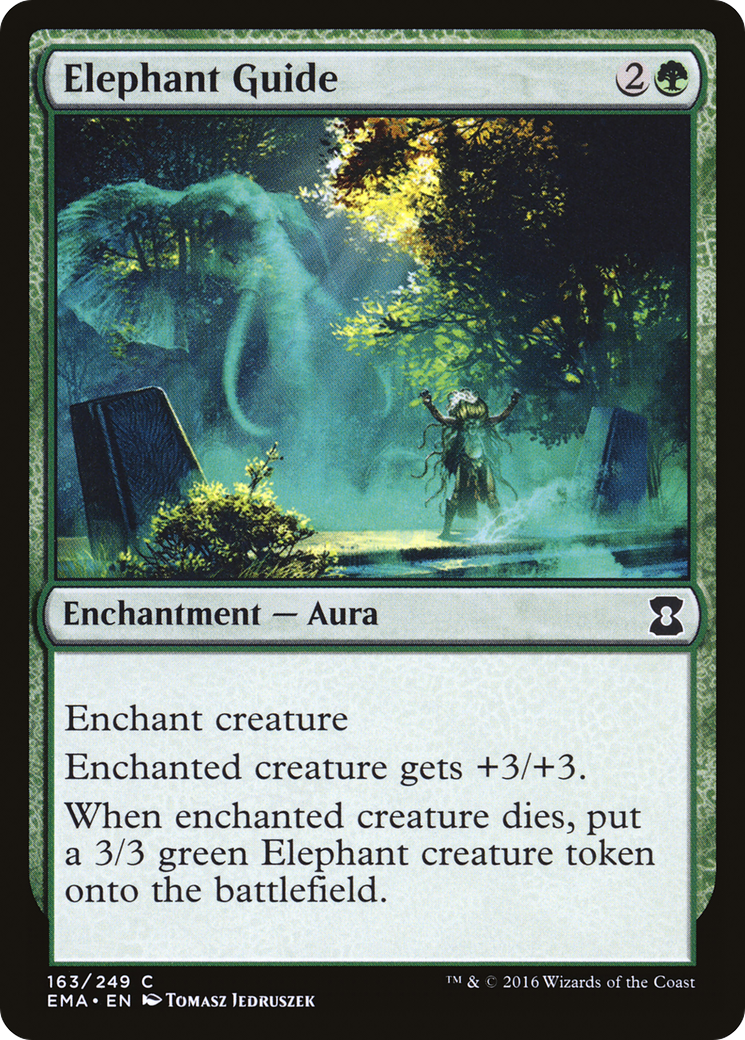 Elephant Guide 2
Enchantment — Aura
Enchant creature
Enchanted creature gets +3/+3.
When enchanted creature dies, put
a 3/3 green Elephant creature token
onto the battlefield.
163/249 C
™ & © 2016 Wizards of the Coast
EMA • EN Tomasz Jedruszek